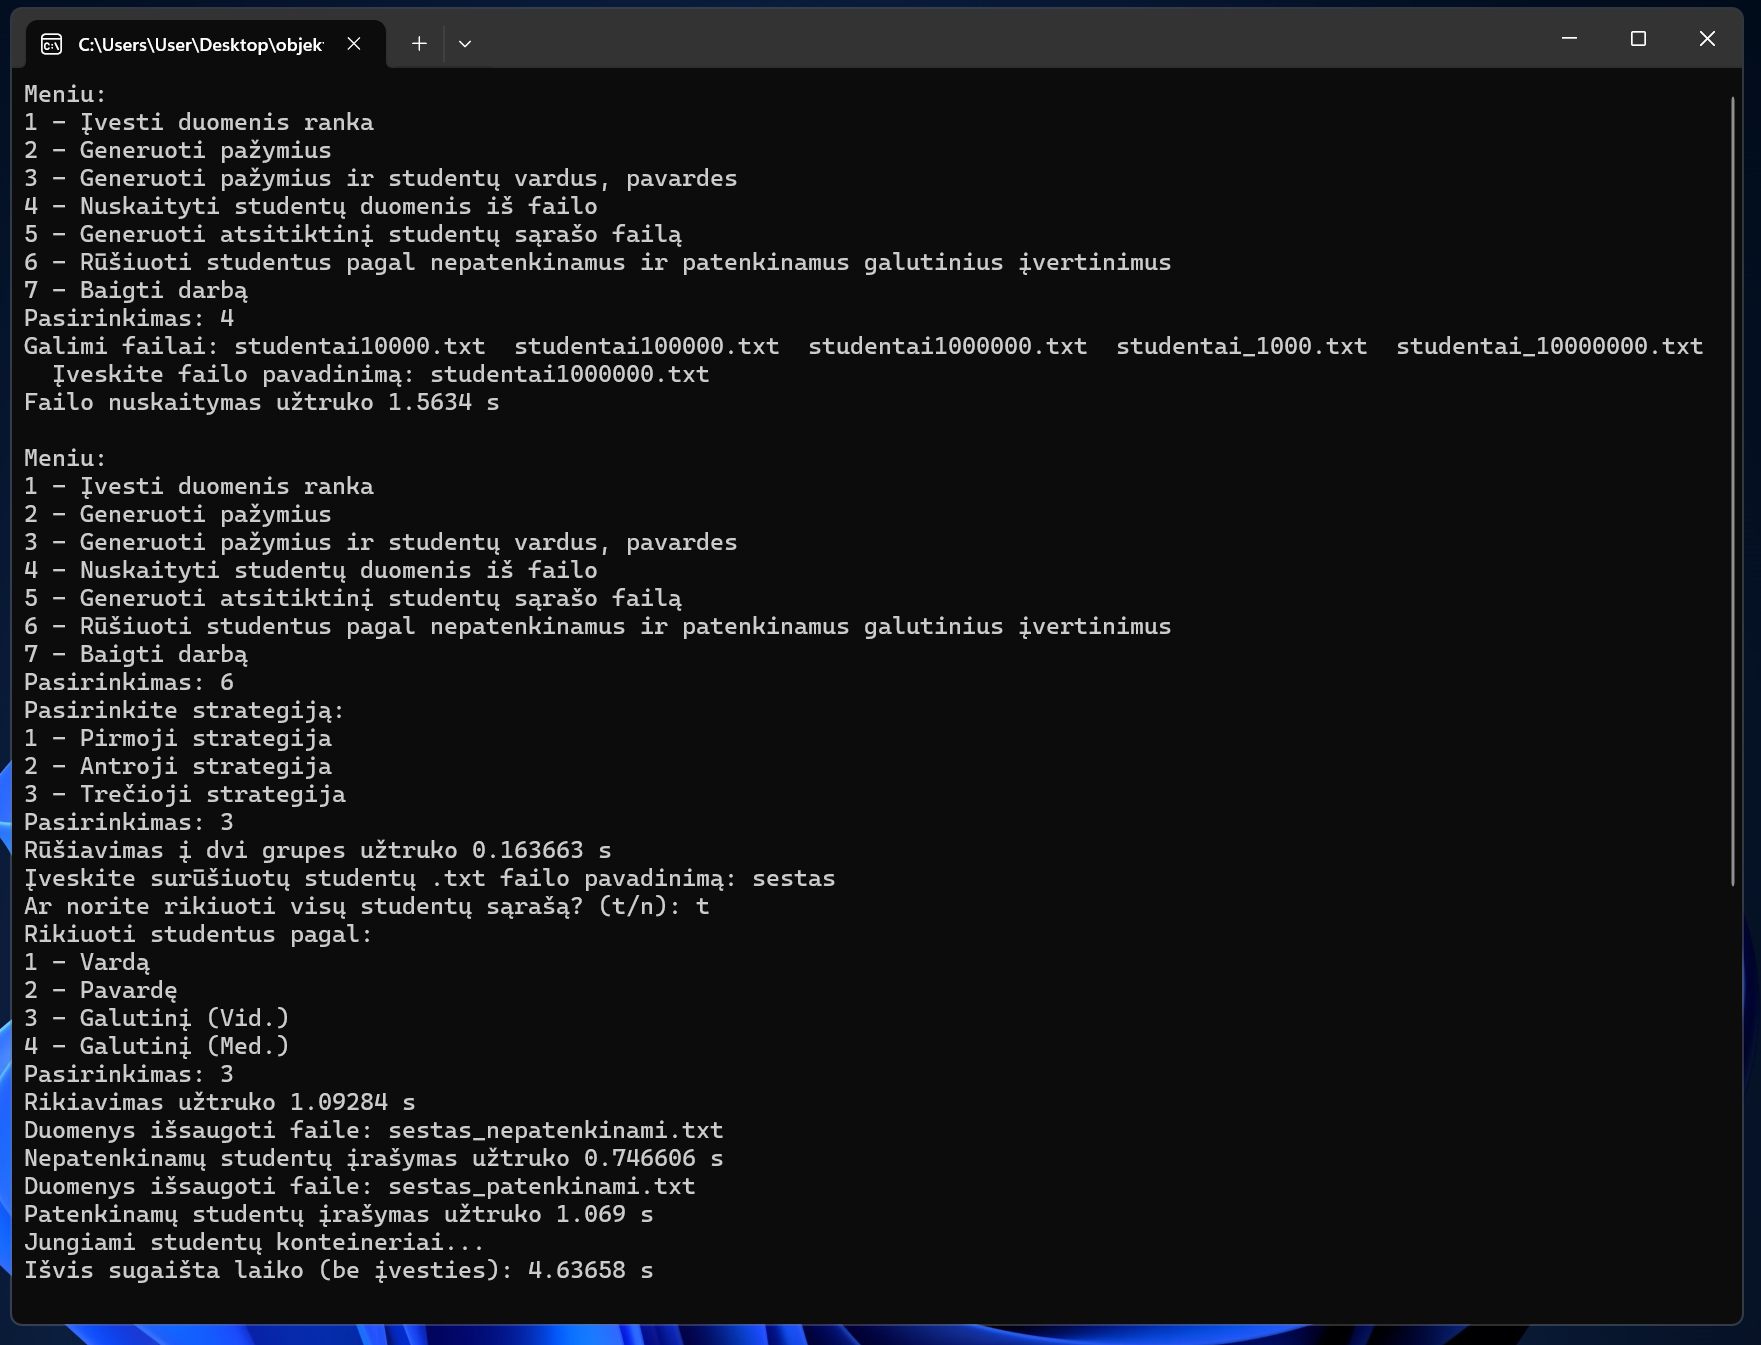 C:\Users\User\Desktop\objek
Meniu:
1 - Įvesti duomenis ranka
2 - Generuoti pažymius
3 - Generuoti pažymius ir studentų vardus, pavardes
4 - Nuskaityti studentų duomenis iš failo
5 - Generuoti atsitiktinį studentų sąrašo failą
6 - Rūšiuoti studentus pagal nepatenkinamus ir patenkinamus galutinius įvertinimus
7 - Baigti darbą
Pasirinkimas: 4
Galimi failai: studentai10000.txt  studentai100000.txt  studentai1000000.txt  studentai_1000.txt  studentai_10000000.txt
  Įveskite failo pavadinimą: studentai1000000.txt
Failo nuskaitymas užtruko 1.5634 s

Meniu:
1 - Įvesti duomenis ranka
2 - Generuoti pažymius
3 - Generuoti pažymius ir studentų vardus, pavardes
4 - Nuskaityti studentų duomenis iš failo
5 - Generuoti atsitiktinį studentų sąrašo failą
6 - Rūšiuoti studentus pagal nepatenkinamus ir patenkinamus galutinius įvertinimus
7 - Baigti darbą
Pasirinkimas: 6
Pasirinkite strategiją:
1 - Pirmoji strategija
2 - Antroji strategija
3 - Trečioji strategija
Pasirinkimas: 3
Rūšiavimas į dvi grupes užtruko 0.163663 s
Įveskite surūšiuotų studentų .txt failo pavadinimą: sestas
Ar norite rikiuoti visų studentų sąrašą? (t/n): t
Rikiuoti studentus pagal:
1 - Vardą
2 - Pavardę
3 - Galutinį (Vid.)
4 - Galutinį (Med.)
Pasirinkimas: 3
Rikiavimas užtruko 1.09284 s
Duomenys išsaugoti faile: sestas_nepatenkinami.txt
Nepatenkinamų studentų įrašymas užtruko 0.746606 s
Duomenys išsaugoti faile: sestas_patenkinami.txt
Patenkinamų studentų įrašymas užtruko 1.069 s
Jungiami studentų konteineriai...
Išvis sugaišta laiko (be įvesties): 4.63658 s